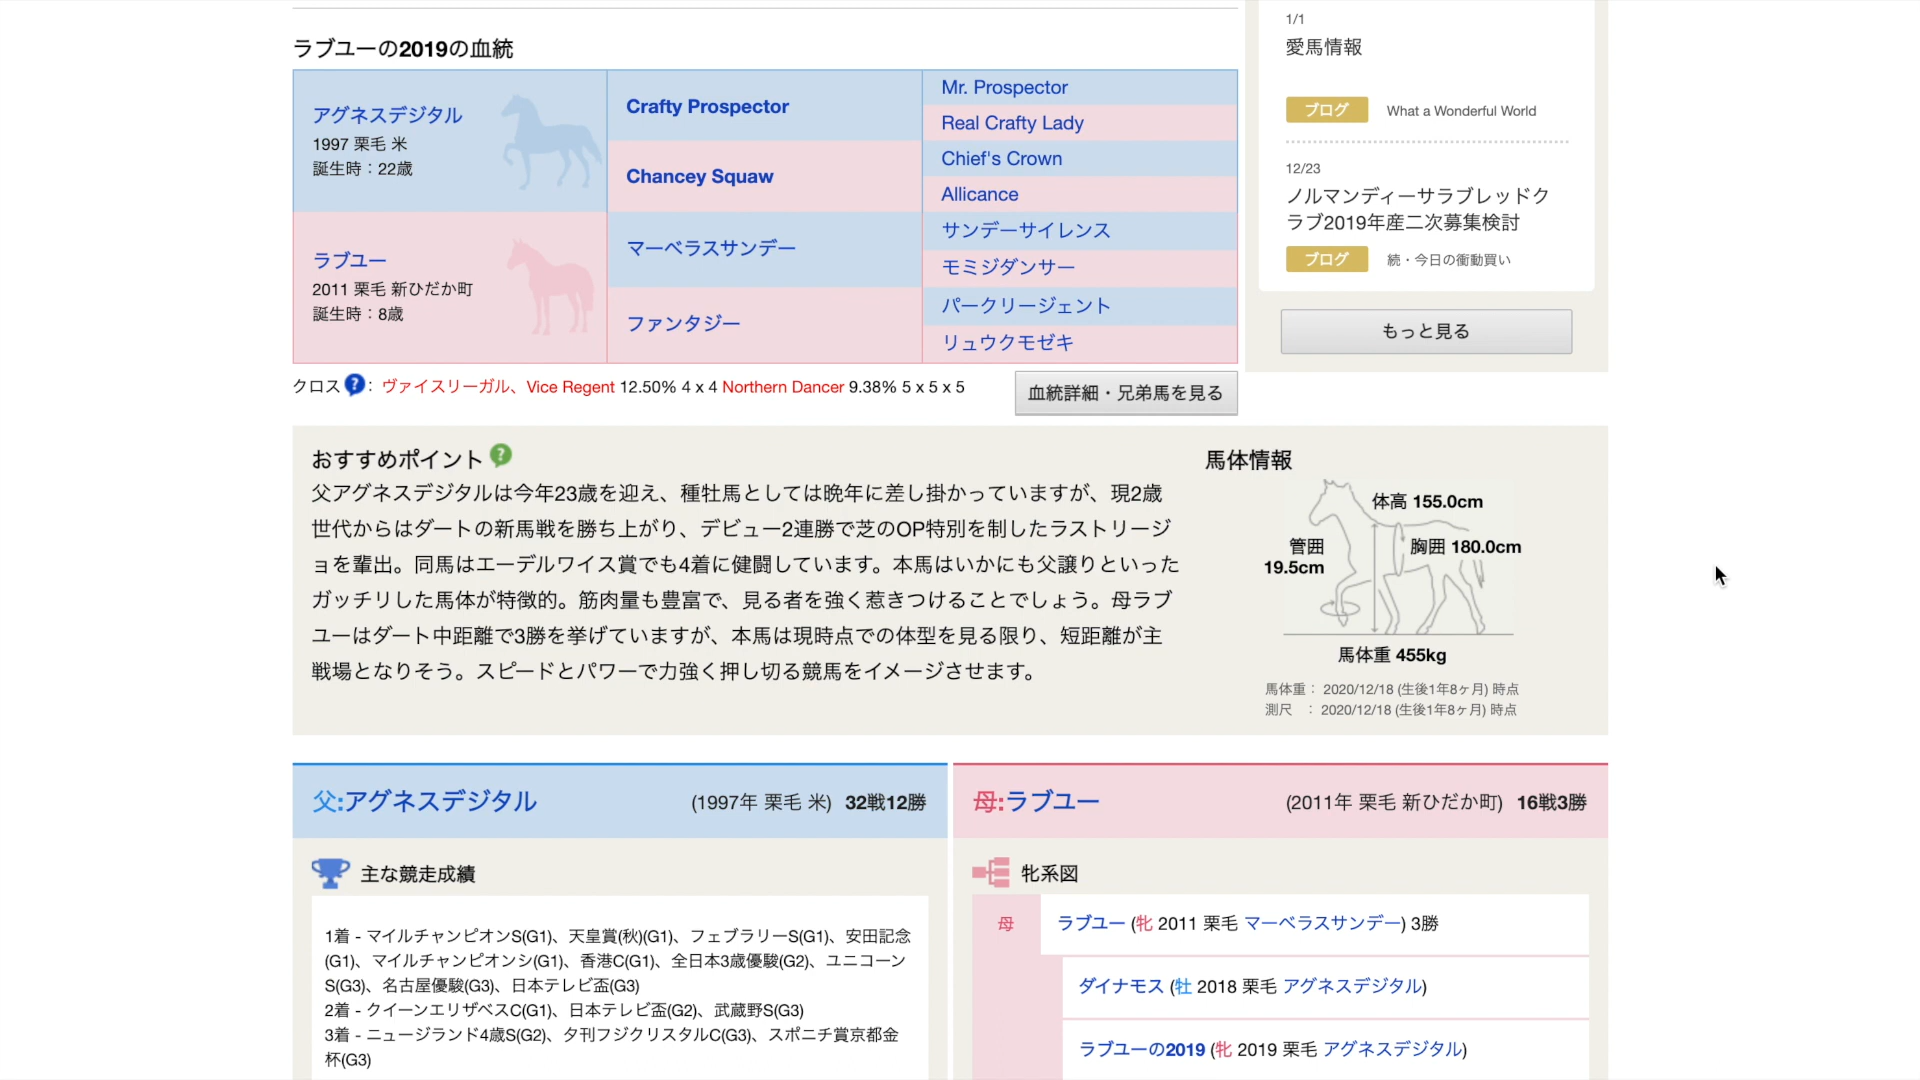 ラブユーの2019の血統
アグネスデジタル
1997 栗毛 米
誕生時：22歳
Crafty Prospector
Mr. Prospector
Real Crafty Lady
Chancey Squaw
Chief's Crown
Allicance
ラブユー
2011 栗毛 新ひだか町
誕生時：8歳
マーベラスサンデー
サンデーサイレンス
モミジダンサー
ファンタジー
パークリージェント
リュウクモゼキ
クロス?：ヴァイスリーガル、Vice Regent 12.50% 4 x 4 Northern Dancer 9.38% 5 x 5 x 5
血統詳細・兄弟馬を見る
1/1
愛馬情報
ブログ What a Wonderful World
12/23
ノルマンディーサラブレッドク
ラブ2019年産二次募集検討
ブログ 続・今日の衝動買い
もっと見る
おすすめポイント ?
父アグネスデジタルは今年23歳を迎え、種牡馬としては晩年に差し掛かっていますが、現2歳
世代からはダートの新馬戦を勝ち上がり、デビュー2連勝で芝のOP特別を制したラストリージ
ョを輩出。同馬はエーデルワイス賞でも4着に健闘しています。本馬はいかにも父譲りといった
ガッチリした馬体が特徴的。筋肉量も豊富で、見る者を強く惹きつけることでしょう。母ラブ
ユーはダート中距離で3勝を挙げていますが、本馬は現時点での体型を見る限り、短距離が主
戦場となりそう。スピードとパワーで力強く押し切る競馬をイメージさせます。
馬体情報
体高 155.0cm
管囲
19.5cm
胸囲 180.0cm
馬体重 455kg
馬体重： 2020/12/18 (生後1年8ヶ月) 時点
測尺 ： 2020/12/18 (生後1年8ヶ月) 時点
父:アグネスデジタル (1997年 栗毛 米) 32戦12勝
主な競走成績
1着 - マイルチャンピオンS(G1)、天皇賞(秋)(G1)、フェブラリーS(G1)、安田記念
(G1)、マイルチャンピオンシ(G1)、香港C(G1)、全日本3歳優駿(G2)、ユニコーン
S(G3)、名古屋優駿(G3)、日本テレビ盃(G3)
2着 - クイーンエリザベスC(G1)、日本テレビ盃(G2)、武蔵野S(G3)
3着 - ニュージランド4歳S(G2)、夕刊フジクリスタルC(G3)、スポニチ賞京都金
杯(G3)
母:ラブユー (2011年 栗毛 新ひだか町) 16戦3勝
牝系図
母 ラブユー (牝 2011 栗毛 マーベラスサンデー) 3勝
ダイナモス (牡 2018 栗毛 アグネスデジタル)
ラブユーの2019 (牝 2019 栗毛 アグネスデジタル)